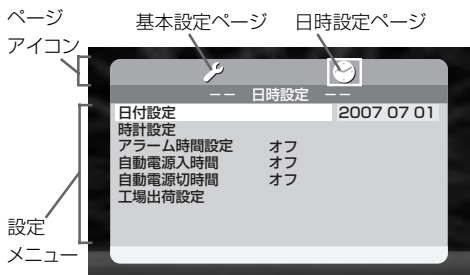 ページ
アイコン
基本設定ページ 日時設定ページ
−− 日時設定 −−
日付設定 2007 07 01
時計設定
アラーム時間設定 オフ
自動電源入時間 オフ
自動電源切時間 オフ
工場出荷設定
設定
メニュー